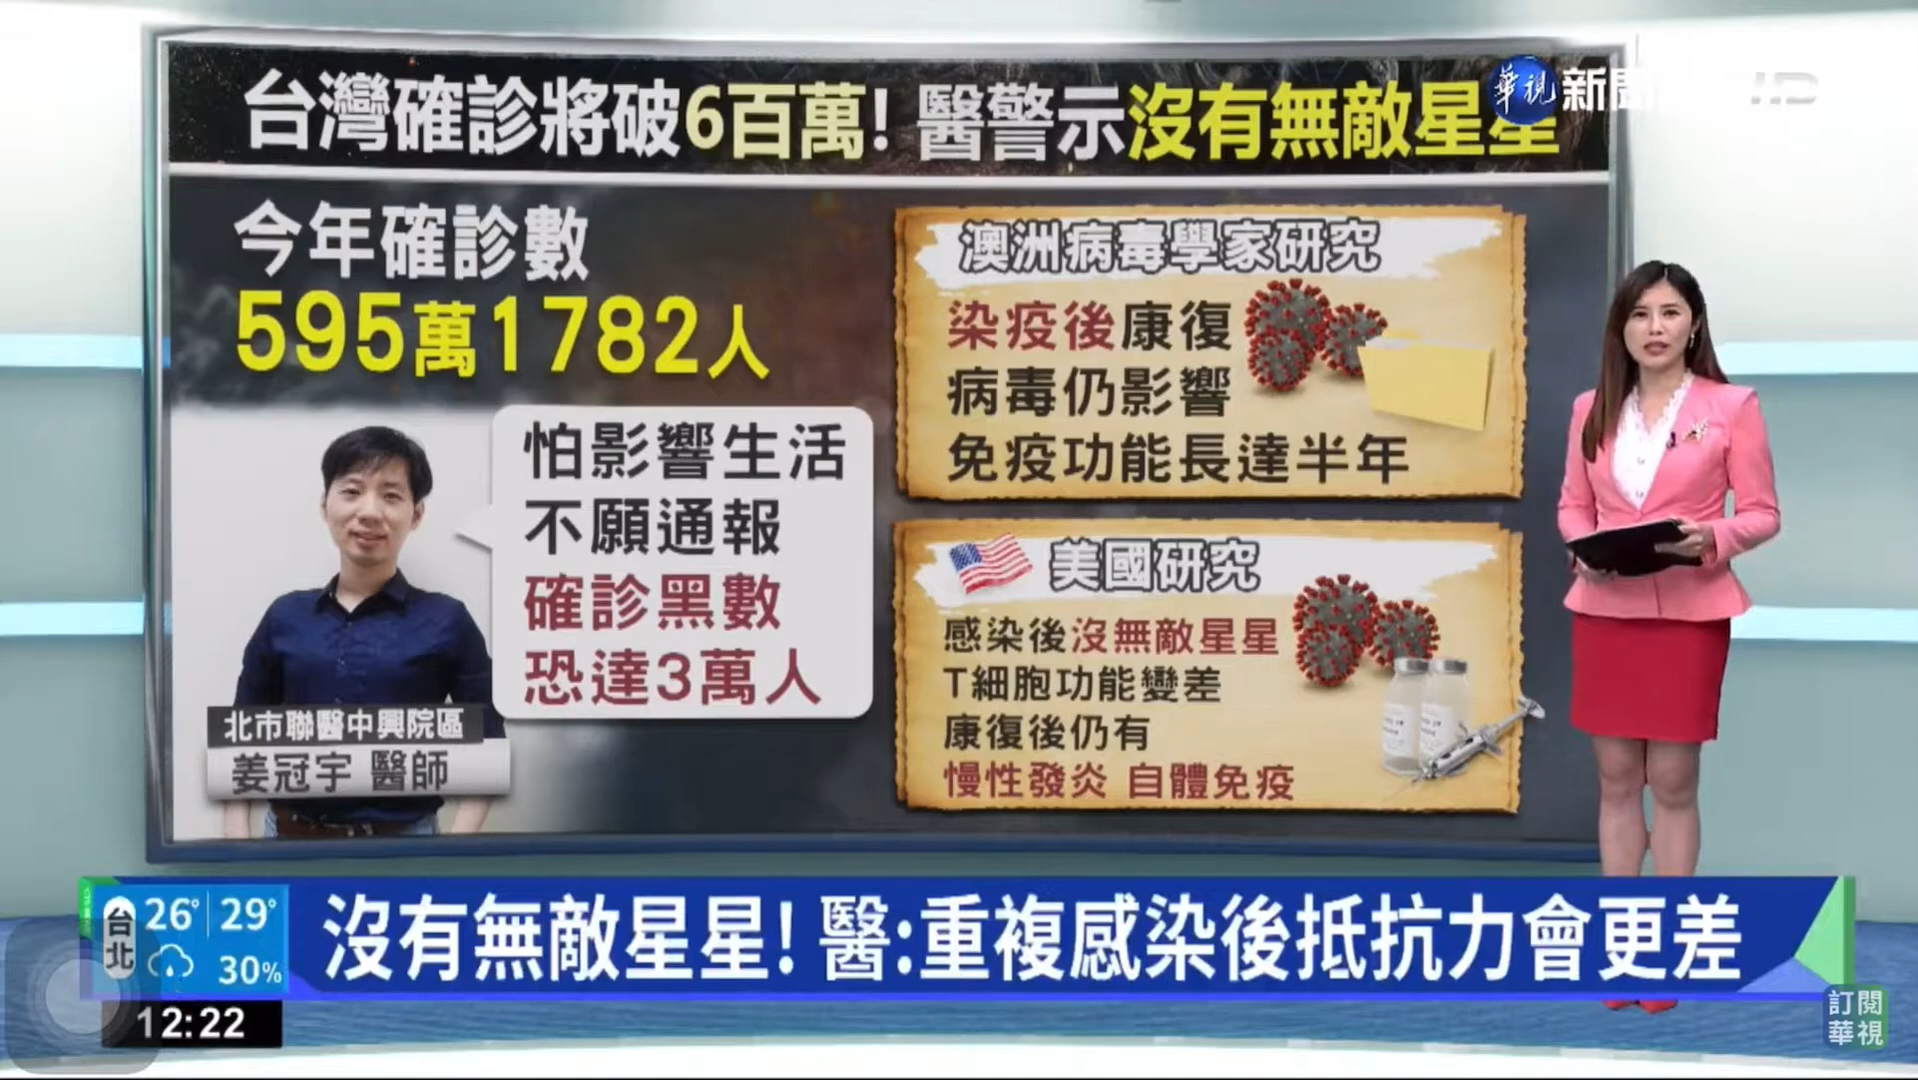 台灣確診將破6百萬! 醫警示沒有無敵星星
華視 新聞
HD
今年確診數
595萬1782人
怕影響生活
不願通報
確診黑數
恐達3萬人
北市聯醫中興院區
姜冠宇 醫師
澳洲病毒學家研究
染疫後康復
病毒仍影響
免疫功能長達半年
美國研究
感染後沒無敵星星
T細胞功能變差
康復後仍有
慢性發炎 自體免疫
台北
26° 29°
30%
沒有無敵星星! 醫:重複感染後抵抗力會更差
12:22
訂閱
華視